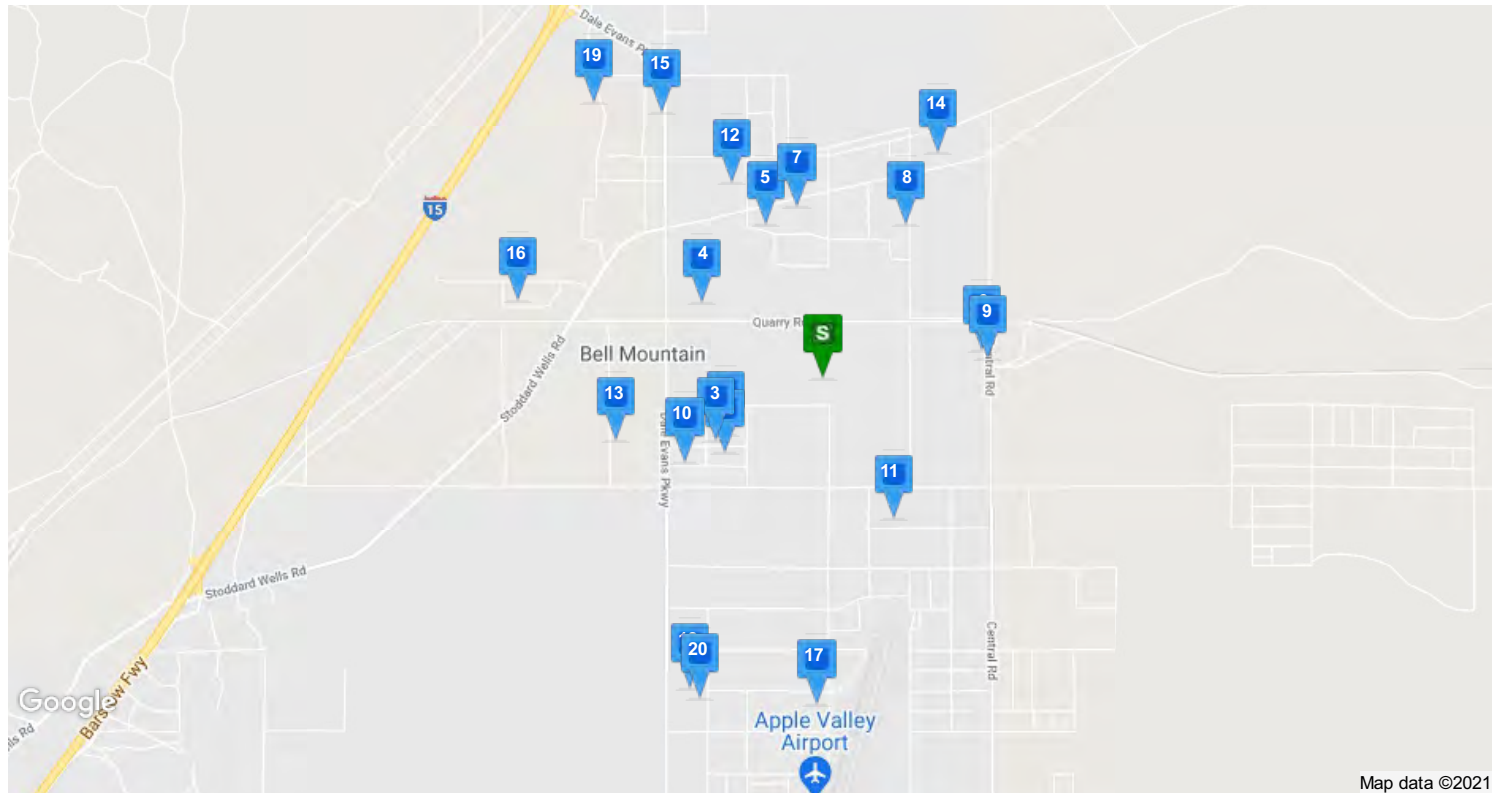 Dale Evans P
19
15
14
12
7
5
8
15
16
4
Quarry R
9
S
Bell Mountain
Stoddard Wells Rd
Central Rd
13
3
10
Dale Evans Pkwy
11
Stoddard Wells Rd
Central Rd
20
17
Barstow Fwy
Google
Apple Valley
Airport
lls Rd
Map data ©2021